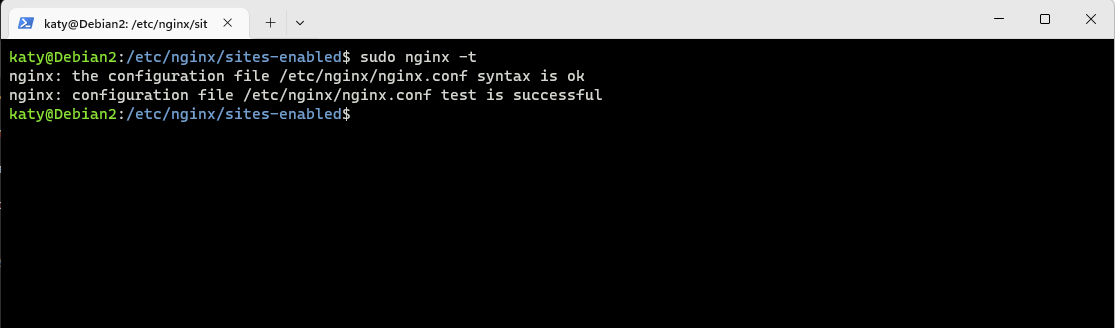 katy@Debian2: /etc/nginx/sit
katy@Debian2:/etc/nginx/sites-enabled$ sudo nginx -t
nginx: the configuration file /etc/nginx/nginx.conf syntax is ok
nginx: configuration file /etc/nginx/nginx.conf test is successful
katy@Debian2:/etc/nginx/sites-enabled$